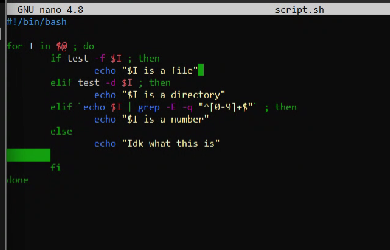 GNU nano 4.8 script.sh
#!/bin/bash
for I in $@ ; do
if test -f $I ; then
echo "$I is a file"
elif test -d $I ; then
echo "$I is a directory"
elif `echo $I | grep -E -q "^[0-9]+$"` ; then
echo "$I is a number"
else
echo "Idk what this is"
fi
done